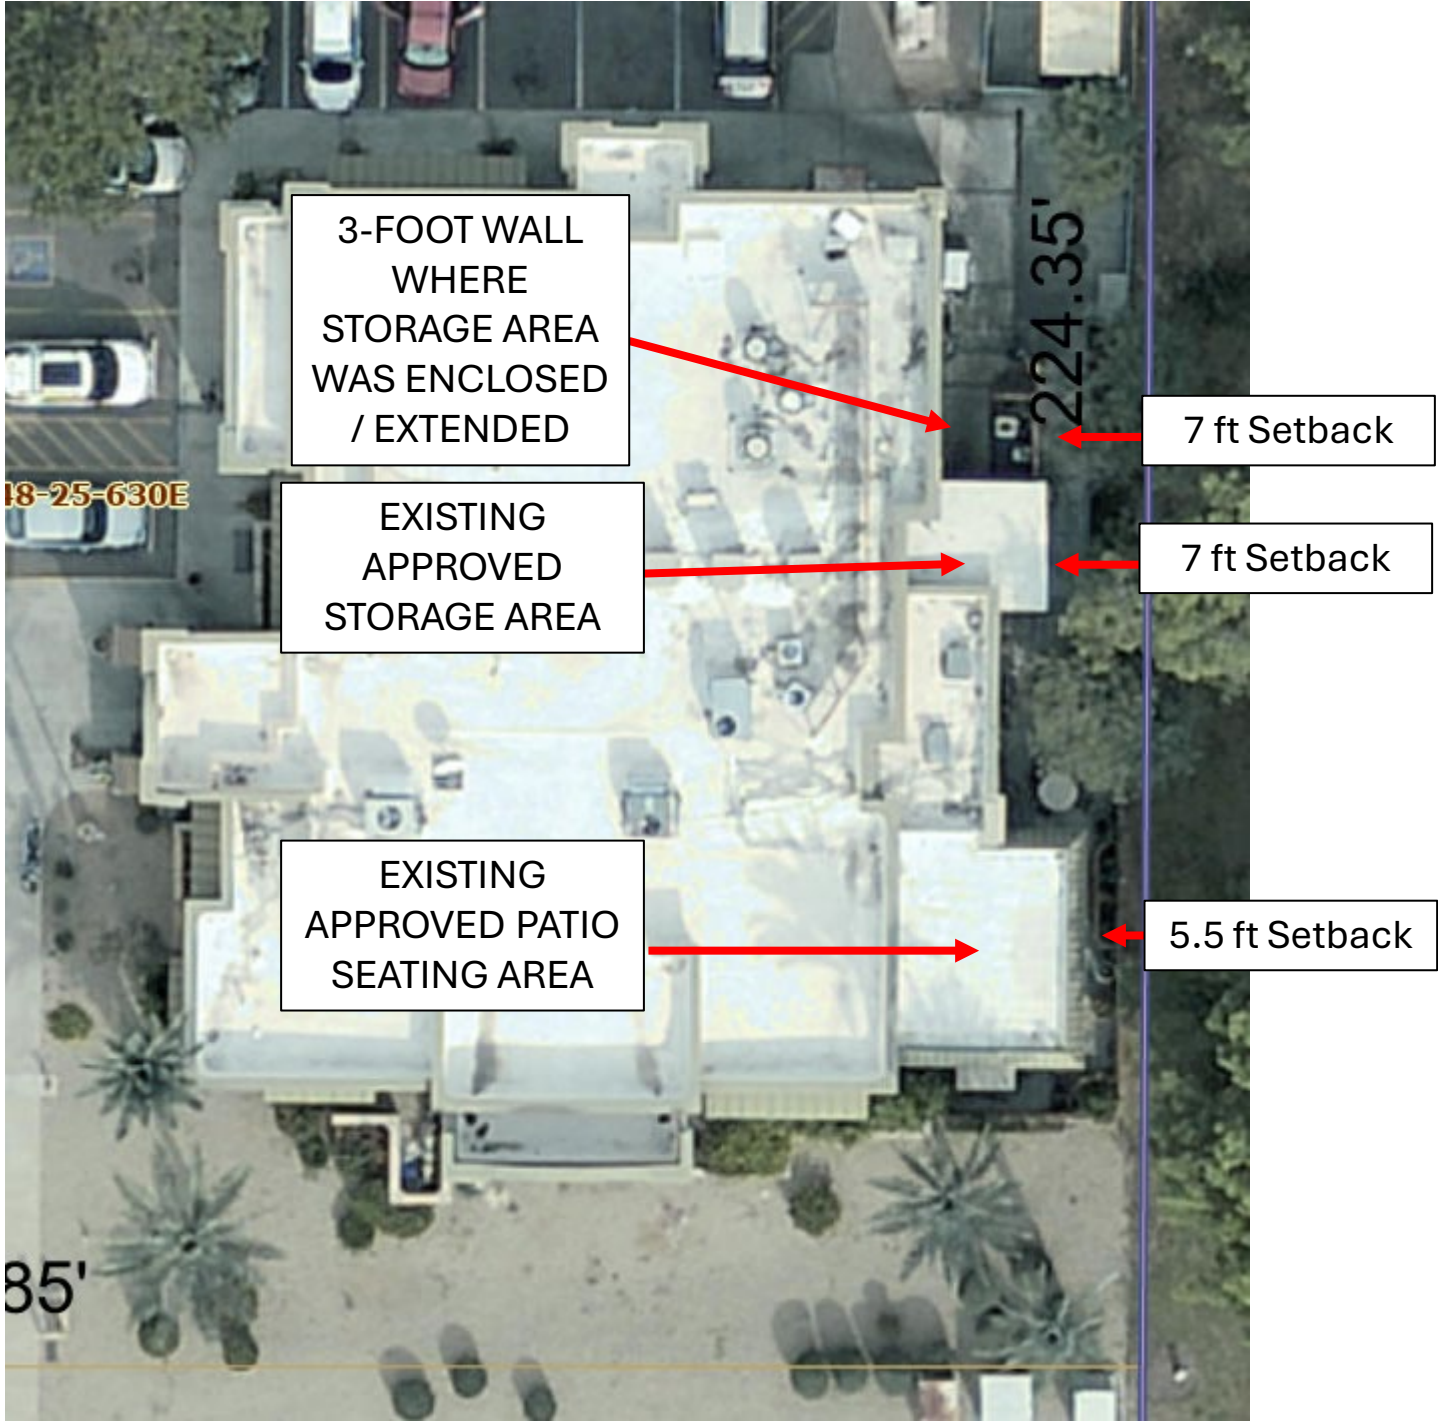 3-FOOT WALL
WHERE
STORAGE AREA
WAS ENCLOSED
/ EXTENDED
224.35'
7 ft Setback
48-25-630E
EXISTING
APPROVED
STORAGE AREA
7 ft Setback
EXISTING
APPROVED PATIO
SEATING AREA
5.5 ft Setback
85'